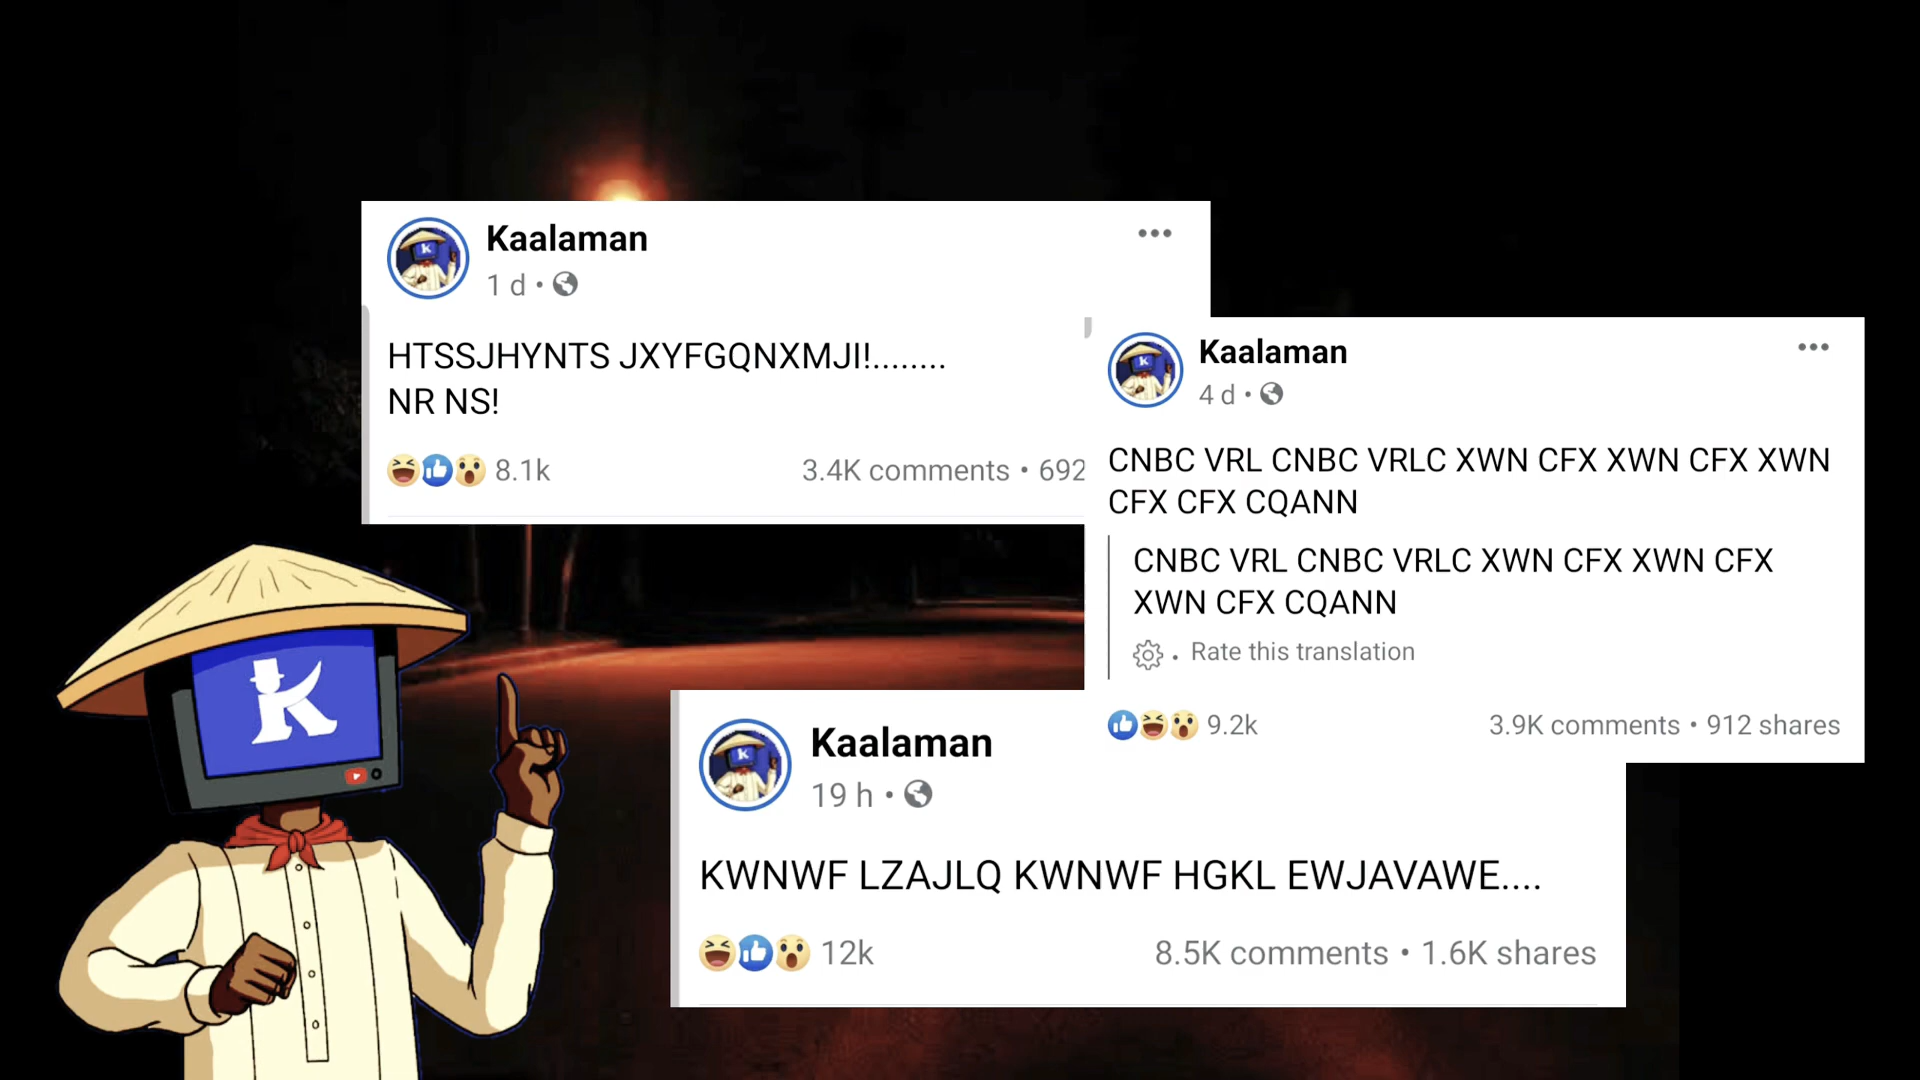 Kaalaman
1 d •
HTSSJHYNTS JXYFGQNXMJI!........
NR NS!
8.1k 3.4K comments • 692
Kaalaman
4 d •
CNBC VRL CNBC VRLC XWN CFX XWN CFX XWN
CFX CFX CQANN
CNBC VRL CNBC VRLC XWN CFX XWN CFX
XWN CFX CQANN
Rate this translation
9.2k 3.9K comments • 912 shares
Kaalaman
19 h •
KWNWF LZAJLQ KWNWF HGKL EWJAVAWE....
12k 8.5K comments • 1.6K shares
K